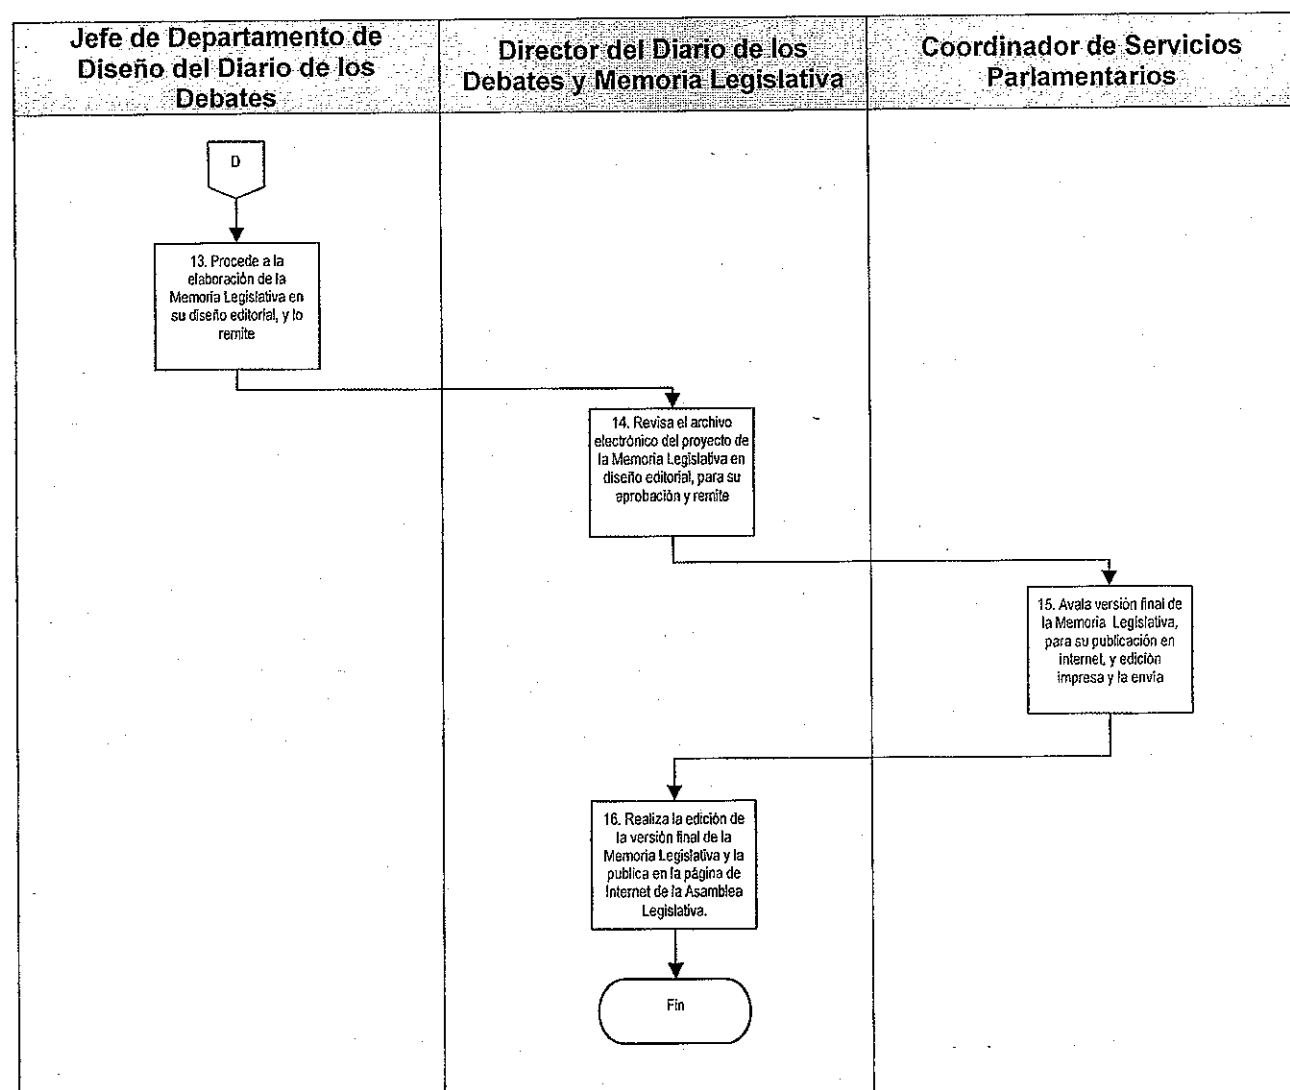 Jefe de Departamento de
Diseño del Diario de los
Debates
Director del Diario de los
Debates y Memoria Legislativa
Coordinador de Servicios
Parlamentarios
D
13. Procede a la
elaboración de la
Memoria Legislativa en
su diseño editorial, y lo
remite
14. Revisa el archivo
electrónico del proyecto de
la Memoria Legislativa en
diseño editorial, para su
aprobación y remite
15. Avala versión final de
la Memoria Legislativa,
para su publicación en
internet, y edición
impresa y la envía
16. Realiza la edición de
la versión final de la
Memoria Legislativa y la
publica en la página de
Internet de la Asamblea
Legislativa.
Fin